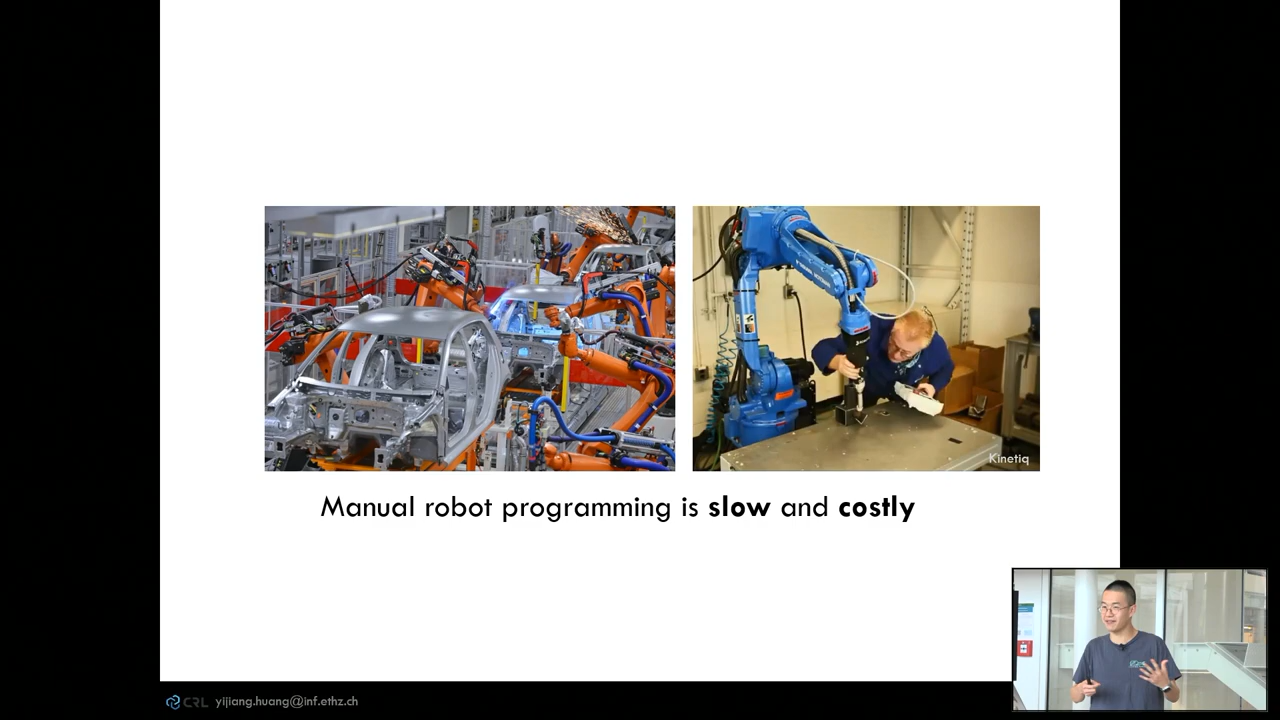 Kinetiq
Manual robot programming is slow and costly
CRL yijiang.huang@inf.ethz.ch